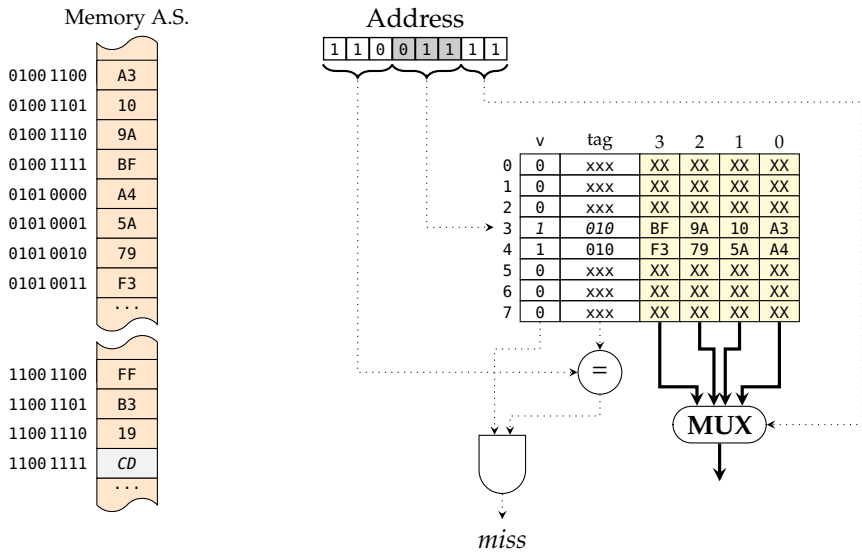 Memory A.S.
0100 1100 A3
0100 1101 10
0100 1110 9A
0100 1111 BF
0101 0000 A4
0101 0001 5A
0101 0010 79
0101 0011 F3
...
1100 1100 FF
1100 1101 B3
1100 1110 19
1100 1111 CD
...
Address
1 1 0 0 1 1 1 1
v tag 3 2 1 0
0 0 xxx XX XX XX XX
1 0 xxx XX XX XX XX
2 0 xxx XX XX XX XX
3 1 010 BF 9A 10 A3
4 1 010 F3 79 5A A4
5 0 xxx XX XX XX XX
6 0 xxx XX XX XX XX
7 0 xxx XX XX XX XX
=
MUX
miss